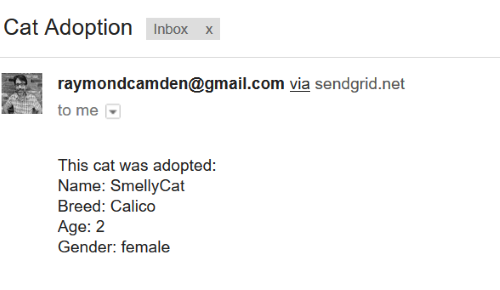 Cat Adoption Inbox x
raymondcamden@gmail.com via sendgrid.net
to me
This cat was adopted:
Name: SmellyCat
Breed: Calico
Age: 2
Gender: female